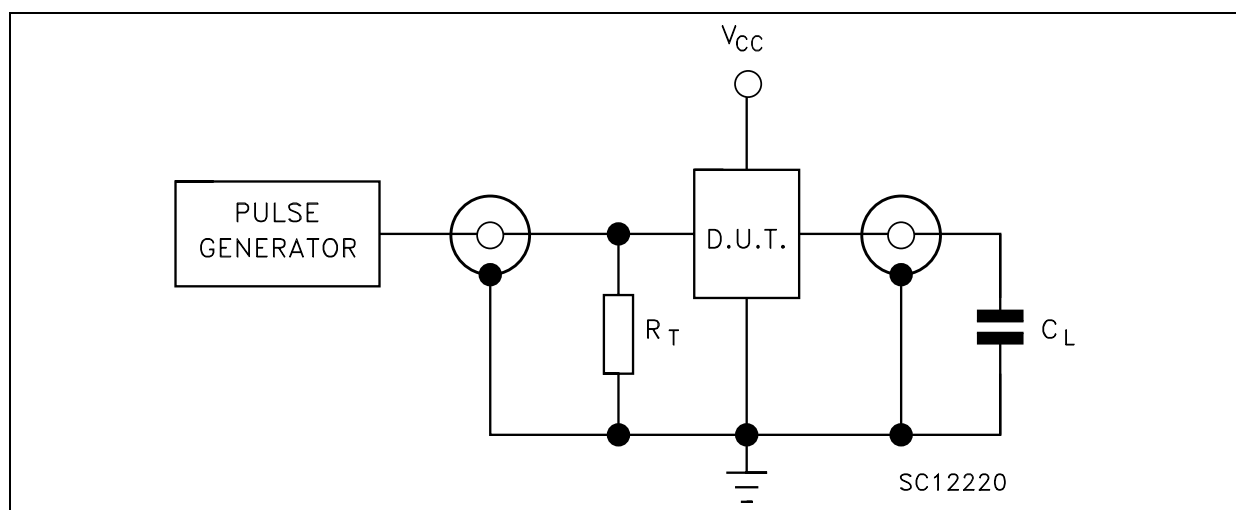 VCC
PULSE
GENERATOR
D.U.T.
RT
CL
SC12220